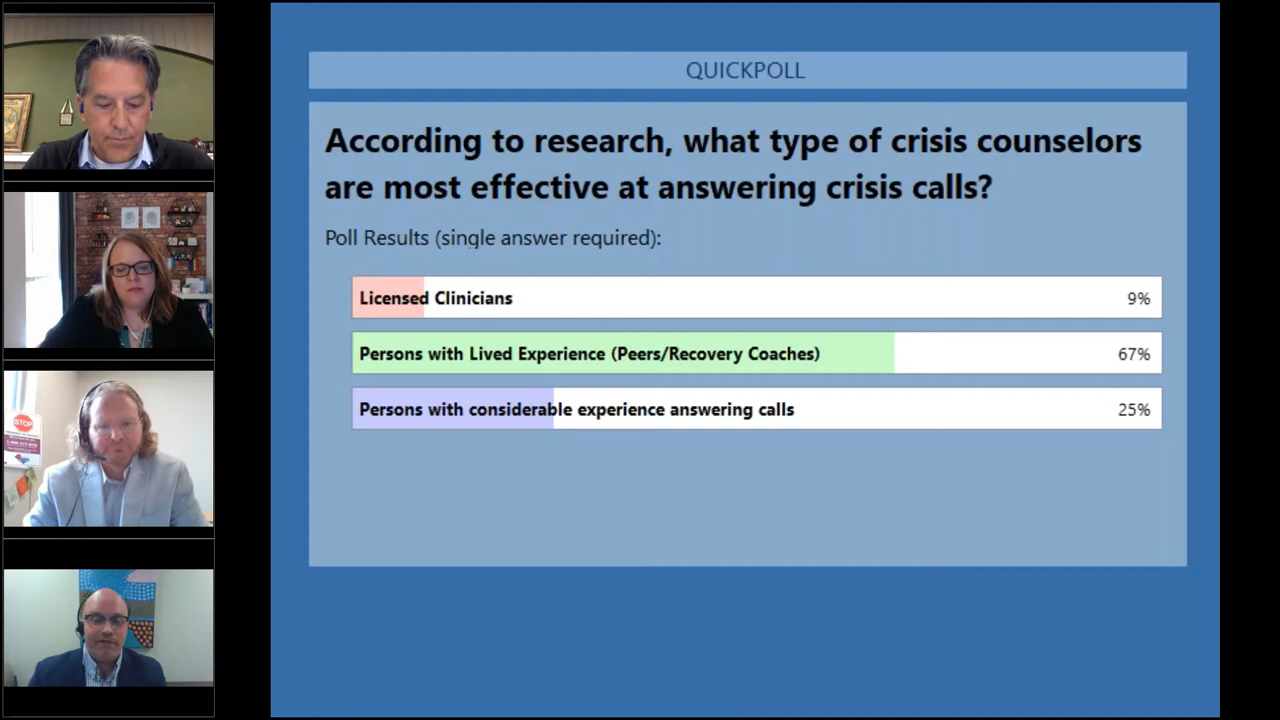 QUICKPOLL
According to research, what type of crisis counselors
are most effective at answering crisis calls?
Poll Results (single answer required):
Licensed Clinicians 9%
Persons with Lived Experience (Peers/Recovery Coaches) 67%
Persons with considerable experience answering calls 25%
STOP